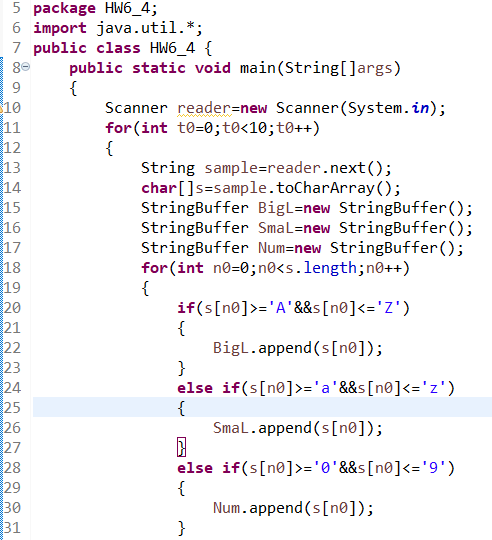 5 package HW6_4;
6 import java.util.*;
7 public class HW6_4 {
8 public static void main(String[]args)
9 {
10 Scanner reader=new Scanner(System.in);
11 for(int t0=0;t0<10;t0++)
12 {
13 String sample=reader.next();
14 char[]s=sample.toCharArray();
15 StringBuffer BigL=new StringBuffer();
16 StringBuffer SmaL=new StringBuffer();
17 StringBuffer Num=new StringBuffer();
18 for(int n0=0;n0<s.length;n0++)
19 {
20 if(s[n0]>='A'&&s[n0]<='Z')
21 {
22 BigL.append(s[n0]);
23 }
24 else if(s[n0]>='a'&&s[n0]<='z')
25 {
26 SmaL.append(s[n0]);
27 }
28 else if(s[n0]>='0'&&s[n0]<='9')
29 {
30 Num.append(s[n0]);
31 }